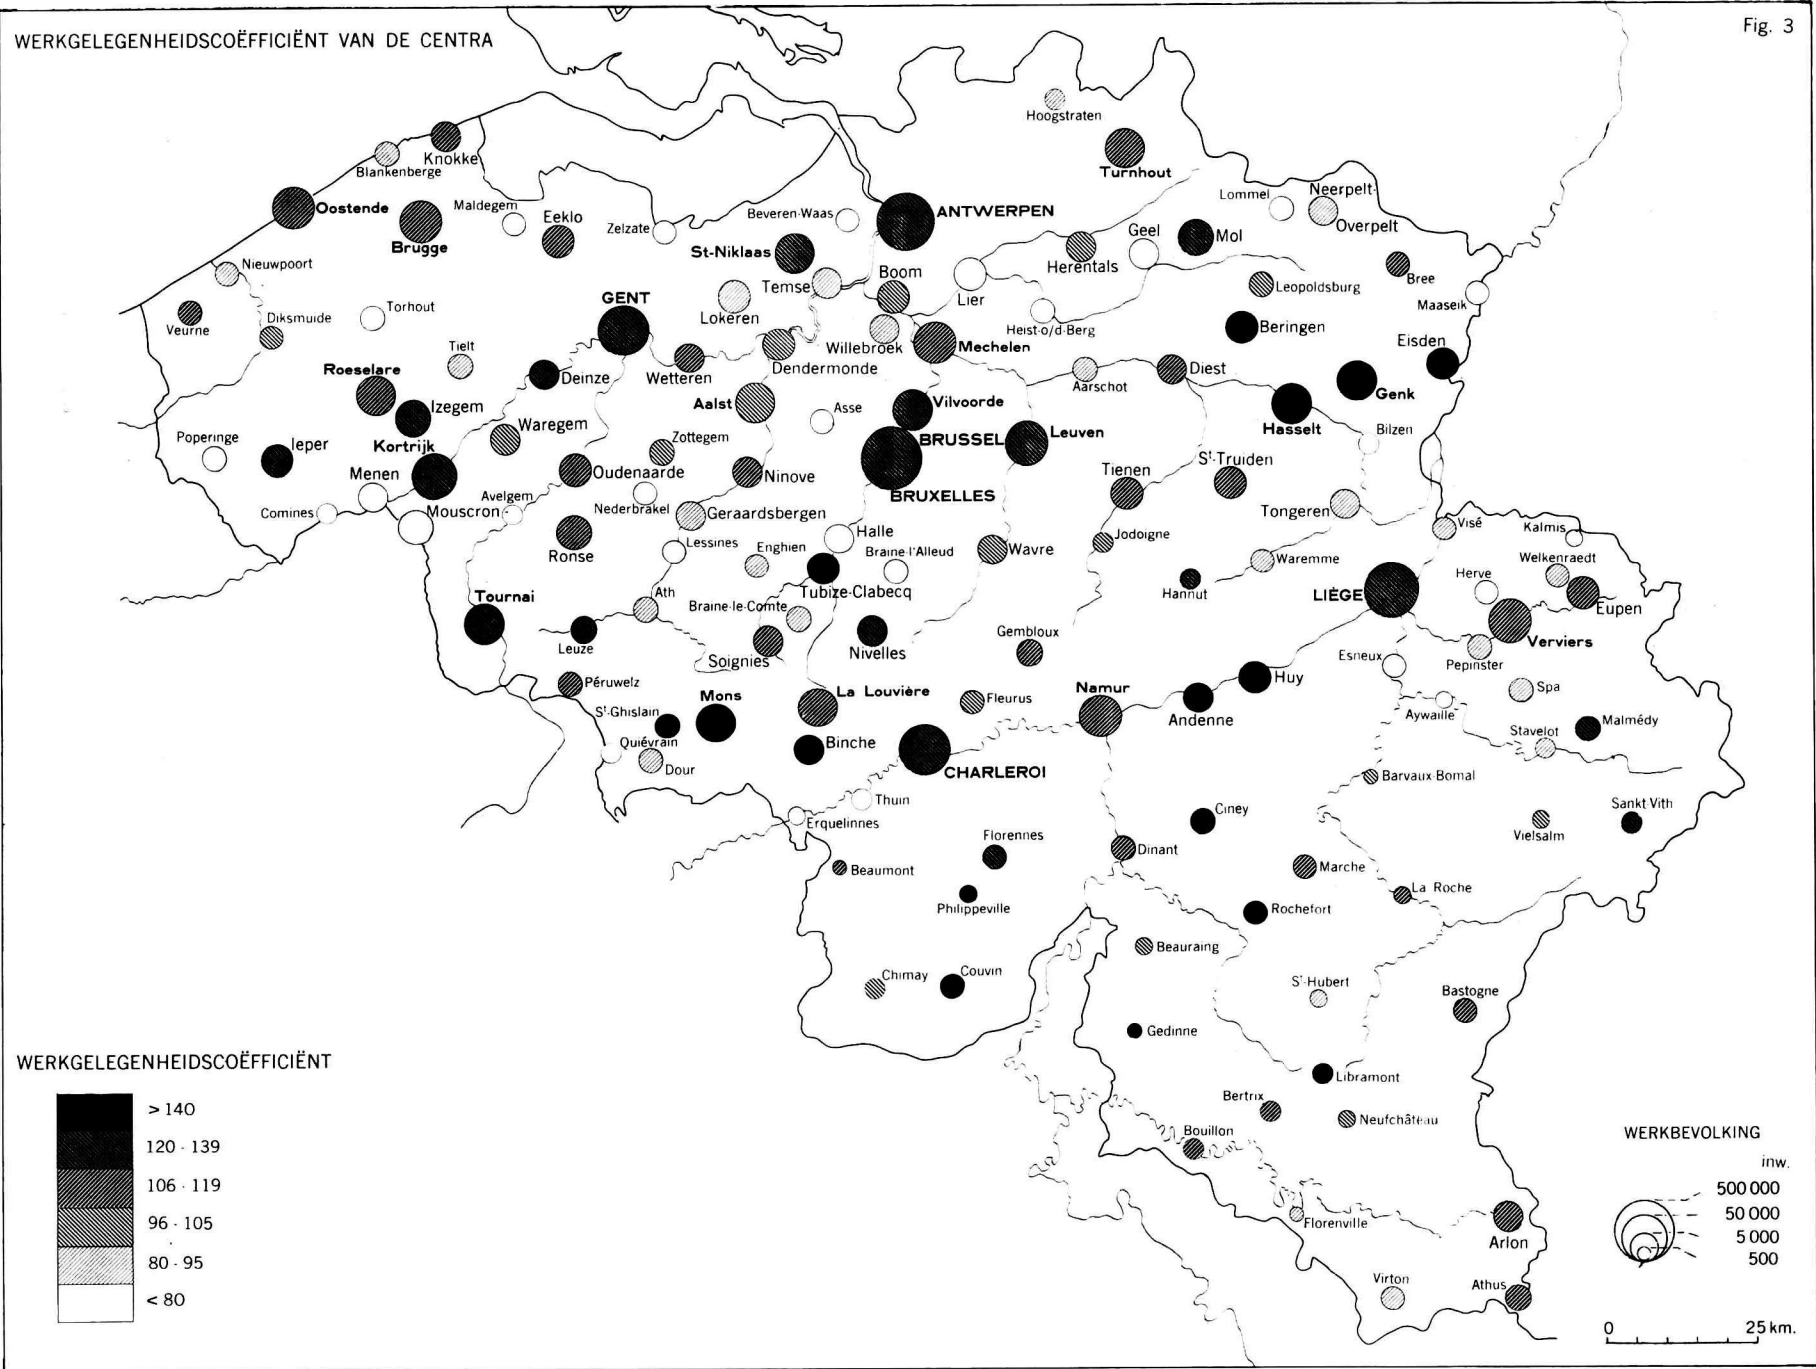 Fig. 3
WERKGELEGENHEIDSCOËFFICIËNT VAN DE CENTRA
Hoogstraten
Knokke
Blankenberge
Turnhout
Oostende
Brugge
Maldegem
Eeklo
Zelzate
Beveren-Waas
ANTWERPEN
Lommel
Neerpelt-
Overpelt
St-Niklaas
Geel
Mol
Herentals
Nieuwpoort
Temse
Boom
Lier
Leopoldsburg
Bree
Maaseik
Veurne
Diksmuide
Torhout
GENT
Lokeren
Heist-o/d-Berg
Beringen
Eisden
Tielt
Willebroek
Mechelen
Dendermonde
Wetteren
Roeselare
Deinze
Aarschot
Diest
Genk
Izegem
Aalst
Asse
Vilvoorde
Hasselt
Bilzen
Waregem
Zottegem
BRUSSEL
BRUXELLES
Leuven
Poperinge
Ieper
Kortrijk
Menen
Oudenaarde
Ninove
Tienen
St-Truiden
Comines
Mouscron
Avelgem
Nederbrakel
Geraardsbergen
Tongeren
Visé
Kalmis
Ronse
Lessines
Enghien
Halle
Braine-l'Alleud
Wavre
Jodoigne
Waremme
Welkenraedt
Tubize-Clabecq
Hannut
LIÈGE
Herve
Eupen
Tournai
Ath
Braine-le-Comte
Verviers
Leuze
Soignies
Nivelles
Gembloux
Esneux
Pepinster
Péruwelz
Mons
La Louvière
Fleurus
Namur
Andenne
Huy
Spa
Aywaille
St-Ghislain
Quiévrain
Dour
Binche
CHARLEROI
Stavelot
Malmédy
Barvaux-Bomal
Thuin
Erquelinnes
Ciney
Vielsalm
Sankt-Vith
Florennes
Beaumont
Dinant
Marche
La Roche
Philippeville
Rochefort
Beauraing
Chimay
Couvin
St-Hubert
Bastogne
Gedinne
Libramont
Bertrix
Neufchâteau
Bouillon
Florenville
Arlon
Virton
Athus
WERKGELEGENHEIDSCOËFFICIËNT
> 140
120 - 139
106 - 119
96 - 105
80 - 95
< 80
WERKBEVOLKING
inw.
500 000
50 000
5 000
500
0 25 km.